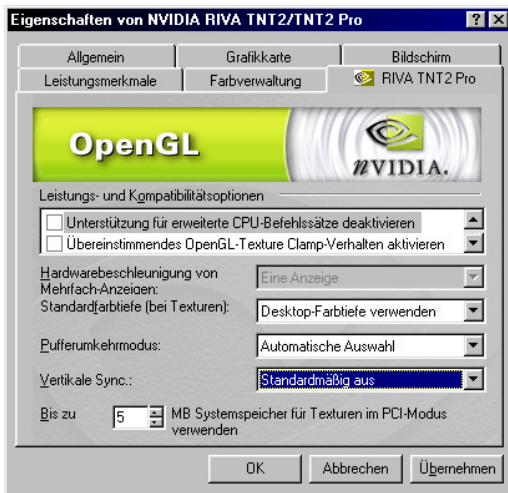 Eigenschaften von NVIDIA RIVA TNT2/TNT2 Pro
Allgemein Grafikkarte Bildschirm
Leistungsmerkmale Farbverwaltung RIVA TNT2 Pro
OpenGL
nVIDIA.
Leistungs- und Kompatibilitätsoptionen
Unterstützung für erweiterte CPU-Befehlssätze deaktivieren
Übereinstimmendes OpenGL-Texture Clamp-Verhalten aktivieren
Hardwarebeschleunigung von
Mehrfach-Anzeigen:
Eine Anzeige
Standardfarbtiefe (bei Texturen):
Desktop-Farbtiefe verwenden
Pufferumkehrmodus:
Automatische Auswahl
Vertikale Sync.:
Standardmäßig aus
Bis zu 5 MB Systemspeicher für Texturen im PCI-Modus
verwenden
OK Abbrechen Übernehmen